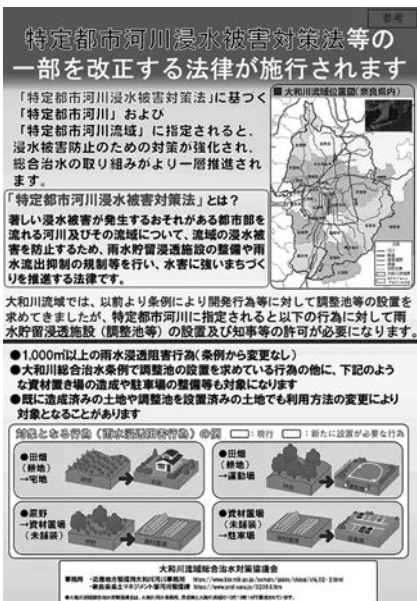 参考
特定都市河川浸水被害対策法等の
一部を改正する法律が施行されます
「特定都市河川浸水被害対策法」に基づく
「特定都市河川」および
「特定都市河川流域」に指定されると、
浸水被害防止のための対策が強化され、
総合治水の取り組みがより一層推進され
ます。
■大和川流域位置図(奈良県内)
「特定都市河川浸水被害対策法」とは？
著しい浸水被害が発生するおそれがある都市部を
流れる河川及びその流域について、流域の浸水被
害を防止するため、雨水貯留浸透施設の整備や雨
水流出抑制の規制等を行い、水害に強いまちづく
りを推進する法律です。
大和川流域では、以前より条例により開発行為等に対して調整池等の設置を
求めてきましたが、特定都市河川に指定されると以下の行為に対して雨
水貯留浸透施設（調整池等）の設置及び知事等の許可が必要になります。
●1,000㎡以上の雨水浸透阻害行為(条例から変更なし)
●大和川総合治水条例で調整池の設置を求めている行為の他に、下記のよう
な資材置き場の造成や駐車場の整備等も対象になります
●既に造成済みの土地や調整池を設置済みの土地でも利用方法の変更により
対象となることがあります
対象となる行為（雨水浸透阻害行為）の例
：現行
：新たに設置が必要な行為
●田畑
(耕地)
→宅地
●田畑
(耕地)
→運動場
●原野
→資材置場
(未舗装)
●資材置場
(未舗装)
→駐車場
大和川流域総合治水対策協議会
事務局